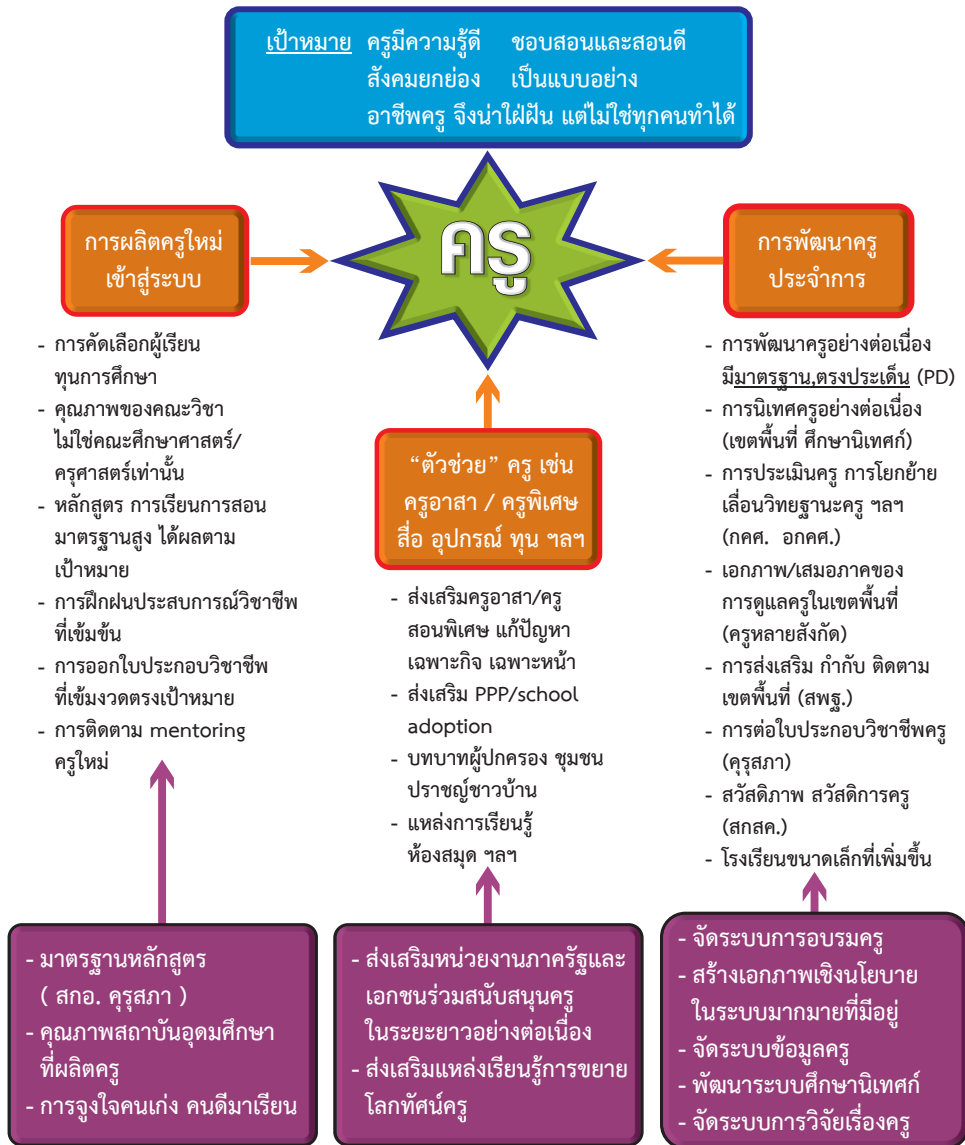 เป้าหมาย ครูมีความรู้ดี ชอบสอนและสอนดี
สังคมยกย่อง เป็นแบบอย่าง
อาชีพครู จึงน่าใฝ่ฝัน แต่ไม่ใช่ทุกคนทำได้
ครู
การผลิตครูใหม่
เข้าสู่ระบบ
- การคัดเลือกผู้เรียน
ทุนการศึกษา
- คุณภาพของคณะวิชา
ไม่ใช่คณะศึกษาศาสตร์/
ครุศาสตร์เท่านั้น
- หลักสูตร การเรียนการสอน
มาตรฐานสูง ได้ผลตาม
เป้าหมาย
- การฝึกฝนประสบการณ์วิชาชีพ
ที่เข้มข้น
- การออกใบประกอบวิชาชีพ
ที่เข้มงวดตรงเป้าหมาย
- การติดตาม mentoring
ครูใหม่
- มาตรฐานหลักสูตร
( สกอ. คุรุสภา )
- คุณภาพสถาบันอุดมศึกษา
ที่ผลิตครู
- การจูงใจคนเก่ง คนดีมาเรียน
“ตัวช่วย” ครู เช่น
ครูอาสา / ครูพิเศษ
สื่อ อุปกรณ์ ทุน ฯลฯ
- ส่งเสริมครูอาสา/ครู
สอนพิเศษ แก้ปัญหา
เฉพาะกิจ เฉพาะหน้า
- ส่งเสริม PPP/school
adoption
- บทบาทผู้ปกครอง ชุมชน
ปราชญ์ชาวบ้าน
- แหล่งการเรียนรู้
ห้องสมุด ฯลฯ
- ส่งเสริมหน่วยงานภาครัฐและ
เอกชนร่วมสนับสนุนครู
ในระยะยาวอย่างต่อเนื่อง
- ส่งเสริมแหล่งเรียนรู้การขยาย
โลกทัศน์ครู
การพัฒนาครู
ประจำการ
- การพัฒนาครูอย่างต่อเนื่อง
มีมาตรฐาน,ตรงประเด็น (PD)
- การนิเทศครูอย่างต่อเนื่อง
(เขตพื้นที่ ศึกษานิเทศก์)
- การประเมินครู การโยกย้าย
เลื่อนวิทยฐานะครู ฯลฯ
(กคศ. อกคศ.)
- เอกภาพ/เสมอภาคของ
การดูแลครูในเขตพื้นที่
(ครูหลายสังกัด)
- การส่งเสริม กำกับ ติดตาม
เขตพื้นที่ (สพฐ.)
- การต่อใบประกอบวิชาชีพครู
(คุรุสภา)
- สวัสดิภาพ สวัสดิการครู
(สกสค.)
- โรงเรียนขนาดเล็กที่เพิ่มขึ้น
- จัดระบบการอบรมครู
- สร้างเอกภาพเชิงนโยบาย
ในระบบมากมายที่มีอยู่
- จัดระบบข้อมูลครู
- พัฒนาระบบศึกษานิเทศก์
- จัดระบบการวิจัยเรื่องครู